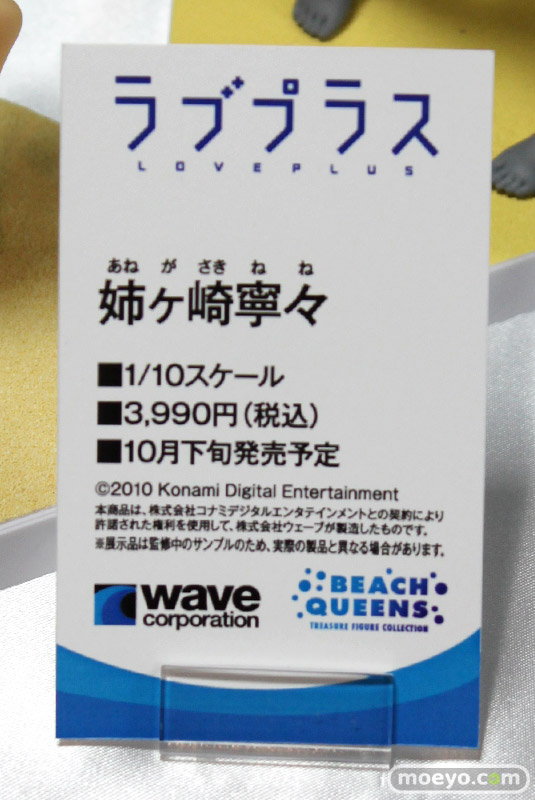 ラブプラス
LOVEPLUS
あねがさきねね
姉ヶ崎寧々
■1/10スケール
■3,990円(税込)
■10月下旬発売予定
©2010 Konami Digital Entertainment
本商品は、株式会社コナミデジタルエンタテインメントとの契約により
許諾された権利を使用して、株式会社ウェーブが製造したものです。
※展示品は監修中のサンプルのため、実際の製品と異なる場合があります。
wave
corporation
BEACH
QUEENS
TREASURE FIGURE COLLECTION
moeyo.com